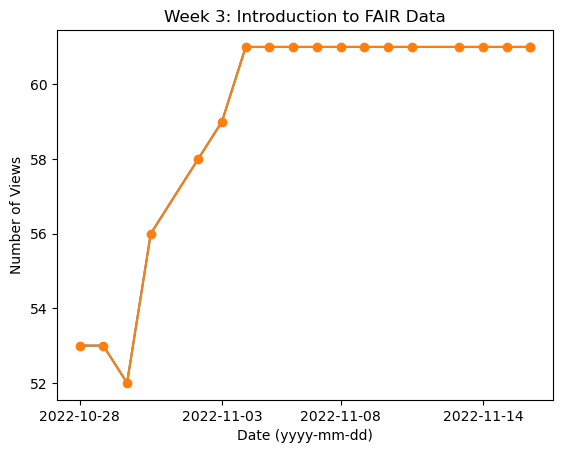 Week 3: Introduction to FAIR Data
Number of Views
60
58
56
54
52
2022-10-28 2022-11-03 2022-11-08 2022-11-14
Date (yyyy-mm-dd)